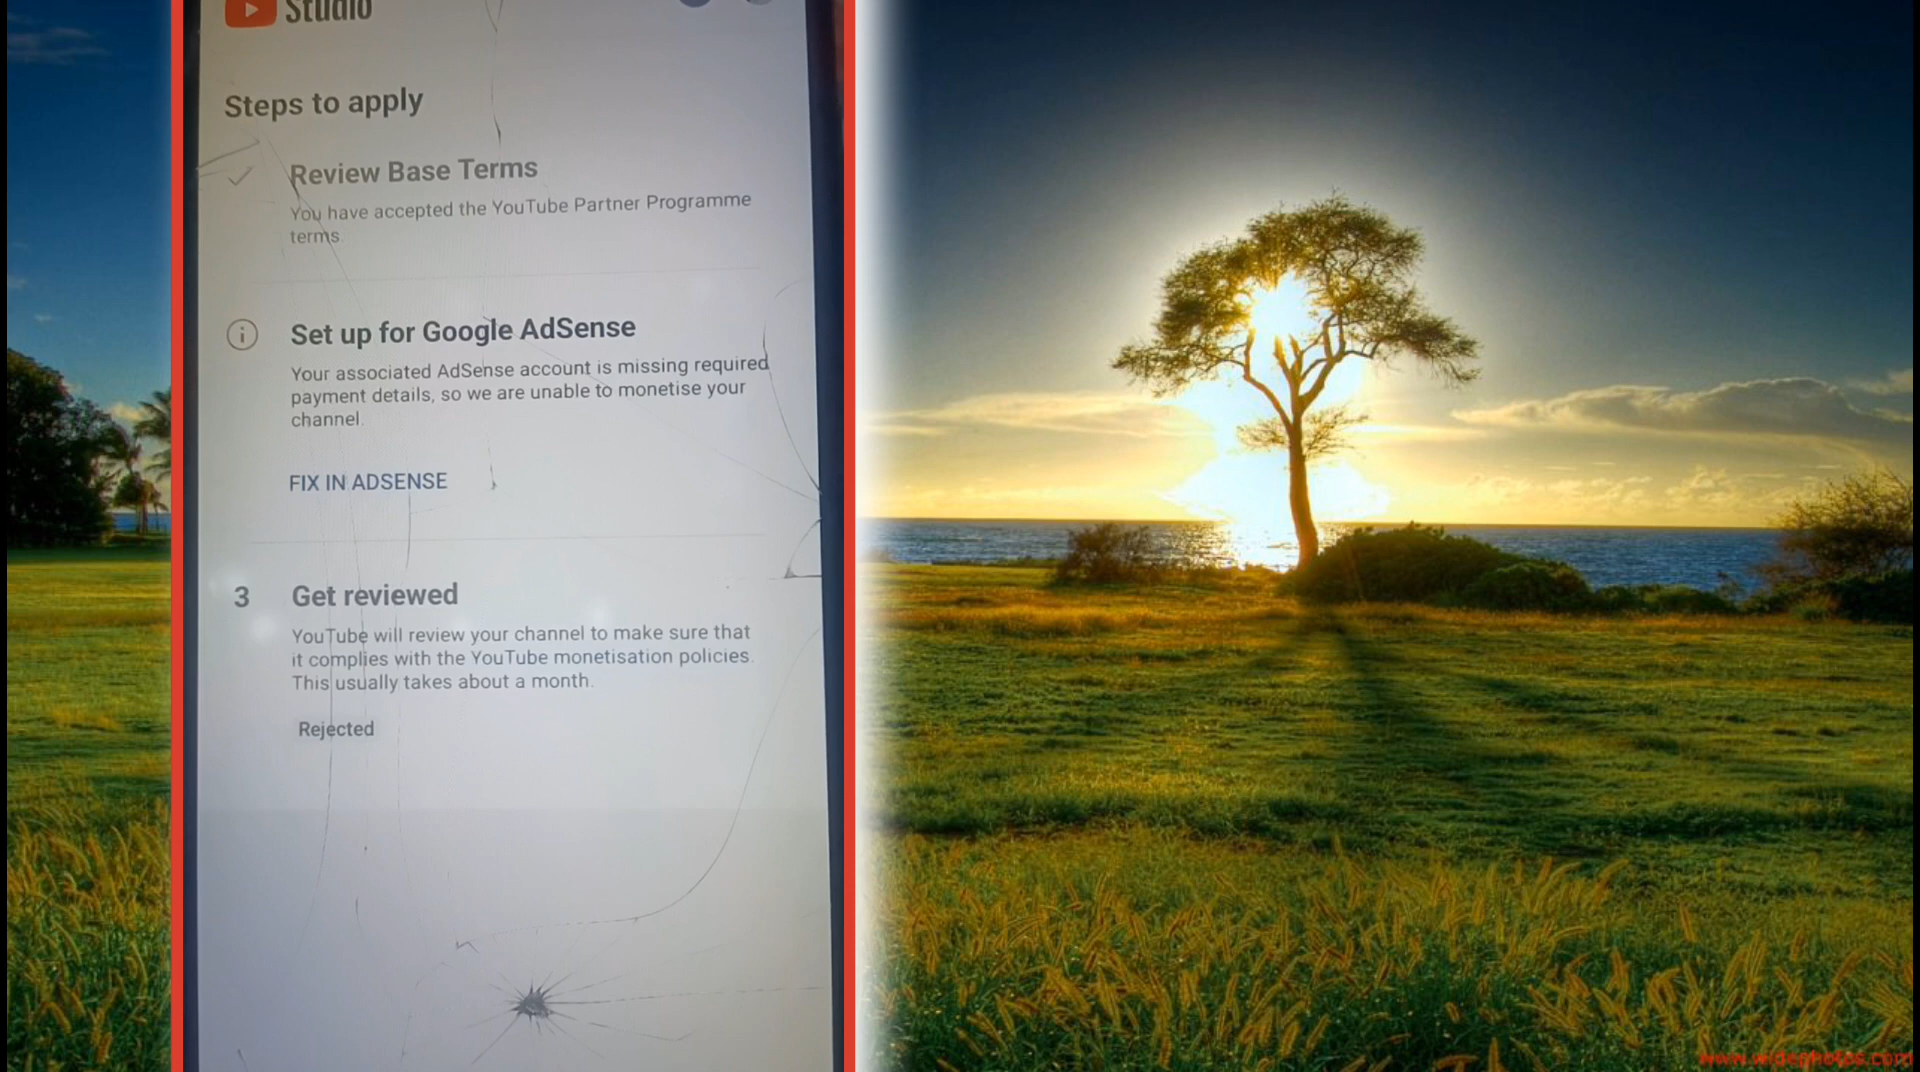 Studio
Steps to apply
Review Base Terms
You have accepted the YouTube Partner Programme
terms.
Set up for Google AdSense
Your associated AdSense account is missing required
payment details, so we are unable to monetise your
channel.
FIX IN ADSENSE
3 Get reviewed
YouTube will review your channel to make sure that
it complies with the YouTube monetisation policies.
This usually takes about a month.
Rejected
www.widephotos.com